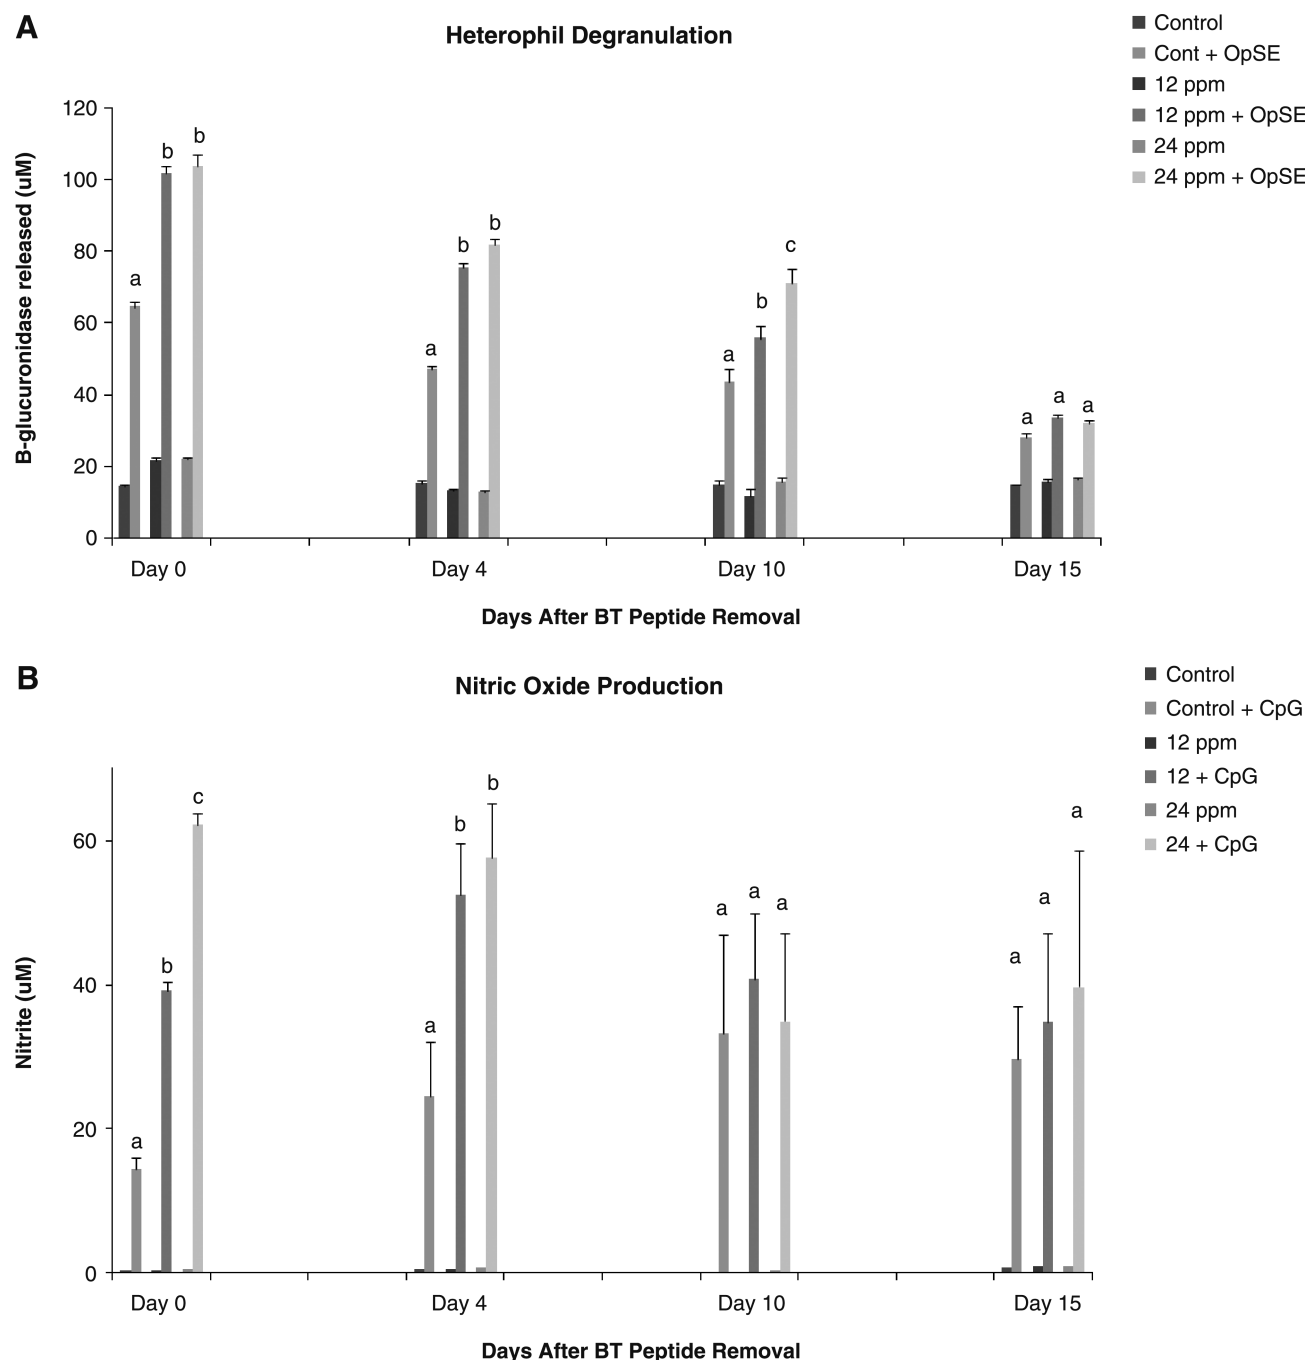 A
Heterophil Degranulation
Control
Cont + OpSE
12 ppm
12 ppm + OpSE
24 ppm
24 ppm + OpSE
B-glucuronidase released (uM)
120
100
80
60
40
20
0
a
b
b
a
b
b
a
b
c
a
a
a
Day 0
Day 4
Day 10
Day 15
Days After BT Peptide Removal
B
Nitric Oxide Production
Control
Control + CpG
12 ppm
12 + CpG
24 ppm
24 + CpG
Nitrite (uM)
60
40
20
0
a
b
c
a
b
b
a
a
a
a
a
a
Day 0
Day 4
Day 10
Day 15
Days After BT Peptide Removal